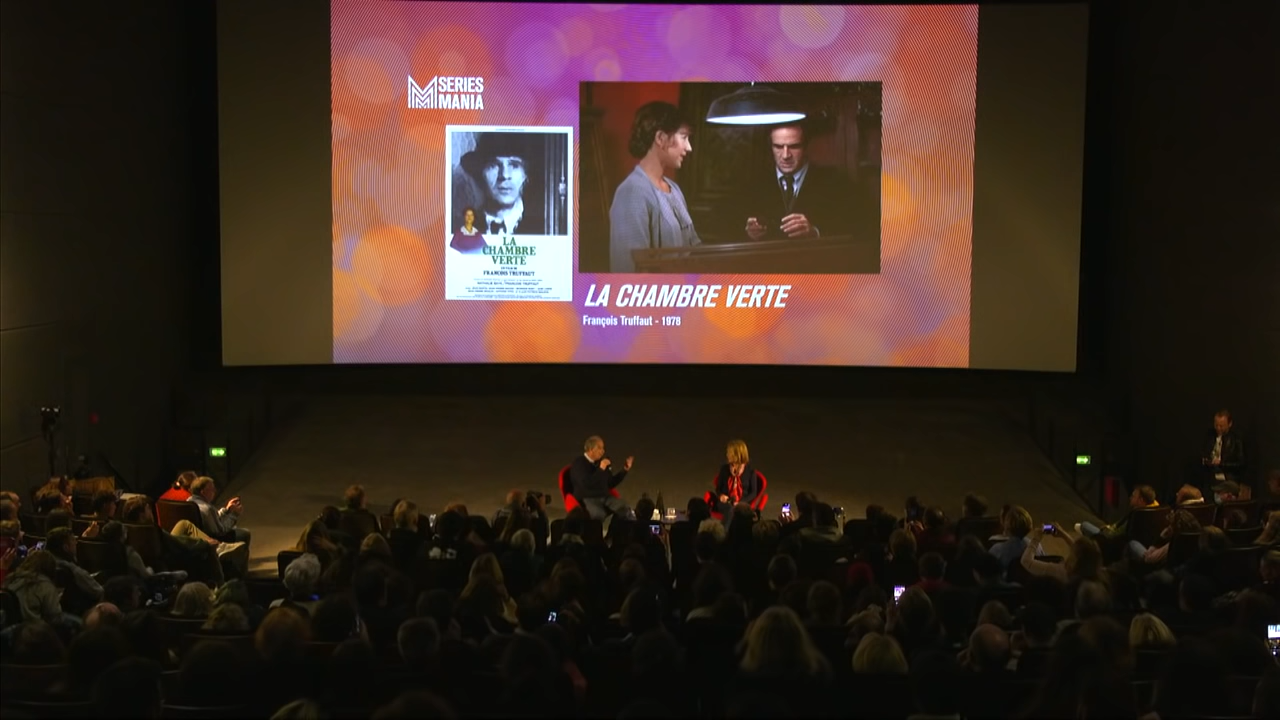 SERIES
MANIA
LA
CHAMBRE
VERTE
FRANÇOIS TRUFFAUT
LA CHAMBRE VERTE
François Truffaut - 1978